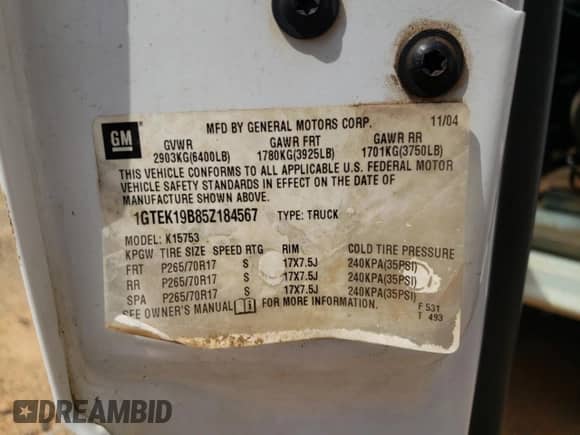 GM
MFD BY GENERAL MOTORS CORP. 11/04
GVWR GAWR FRT GAWR RR
2903KG(6400LB) 1780KG(3925LB) 1701KG(3750LB)
THIS VEHICLE CONFORMS TO ALL APPLICABLE U.S. FEDERAL MOTOR
VEHICLE SAFETY STANDARDS IN EFFECT ON THE DATE OF
MANUFACTURE SHOWN ABOVE.
1GTEK19B85Z184567 TYPE: TRUCK
MODEL: K15753
KPGW TIRE SIZE SPEED RTG RIM COLD TIRE PRESSURE
FRT P265/70R17 S 17X7.5J 240KPA(35PSI)
RR P265/70R17 S 17X7.5J 240KPA(35PSI)
SPA P265/70R17 S 17X7.5J 240KPA(35PSI)
SEE OWNER'S MANUAL FOR MORE INFORMATION. F 531
T 493
DREAMBID